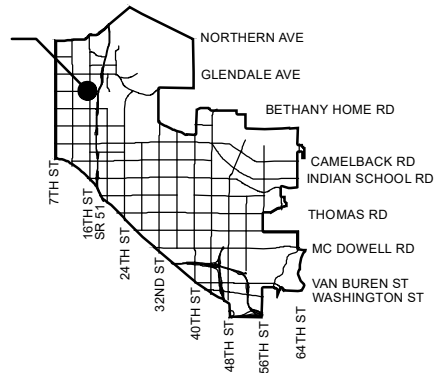 NORTHERN AVE
GLENDALE AVE
BETHANY HOME RD
CAMELBACK RD
INDIAN SCHOOL RD
THOMAS RD
MC DOWELL RD
VAN BUREN ST
WASHINGTON ST
7TH ST
16TH ST
SR 51
24TH ST
32ND ST
40TH ST
48TH ST
56TH ST
64TH ST